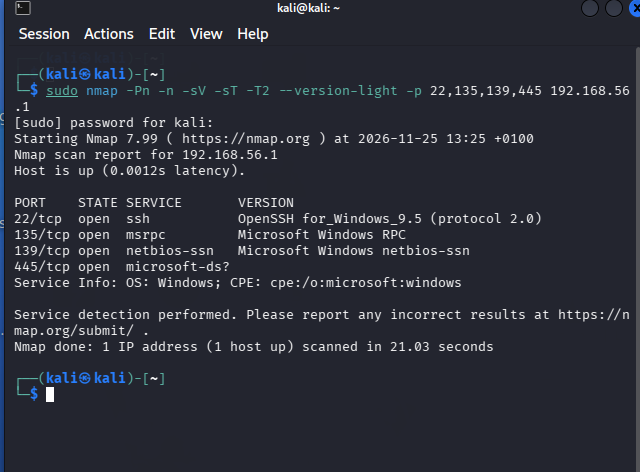 kali@kali: ~
Session Actions Edit View Help
┌──(kali㉿kali)-[~]
└─$ sudo nmap -Pn -n -sV -sT -T2 --version-light -p 22,135,139,445 192.168.56
.1
[sudo] password for kali:
Starting Nmap 7.99 ( https://nmap.org ) at 2026-11-25 13:25 +0100
Nmap scan report for 192.168.56.1
Host is up (0.0012s latency).
PORT    STATE SERVICE       VERSION
22/tcp  open  ssh           OpenSSH for_Windows_9.5 (protocol 2.0)
135/tcp open  msrpc         Microsoft Windows RPC
139/tcp open  netbios-ssn   Microsoft Windows netbios-ssn
445/tcp open  microsoft-ds?
Service Info: OS: Windows; CPE: cpe:/o:microsoft:windows
Service detection performed. Please report any incorrect results at https://n
map.org/submit/ .
Nmap done: 1 IP address (1 host up) scanned in 21.03 seconds
┌──(kali㉿kali)-[~]
└─$